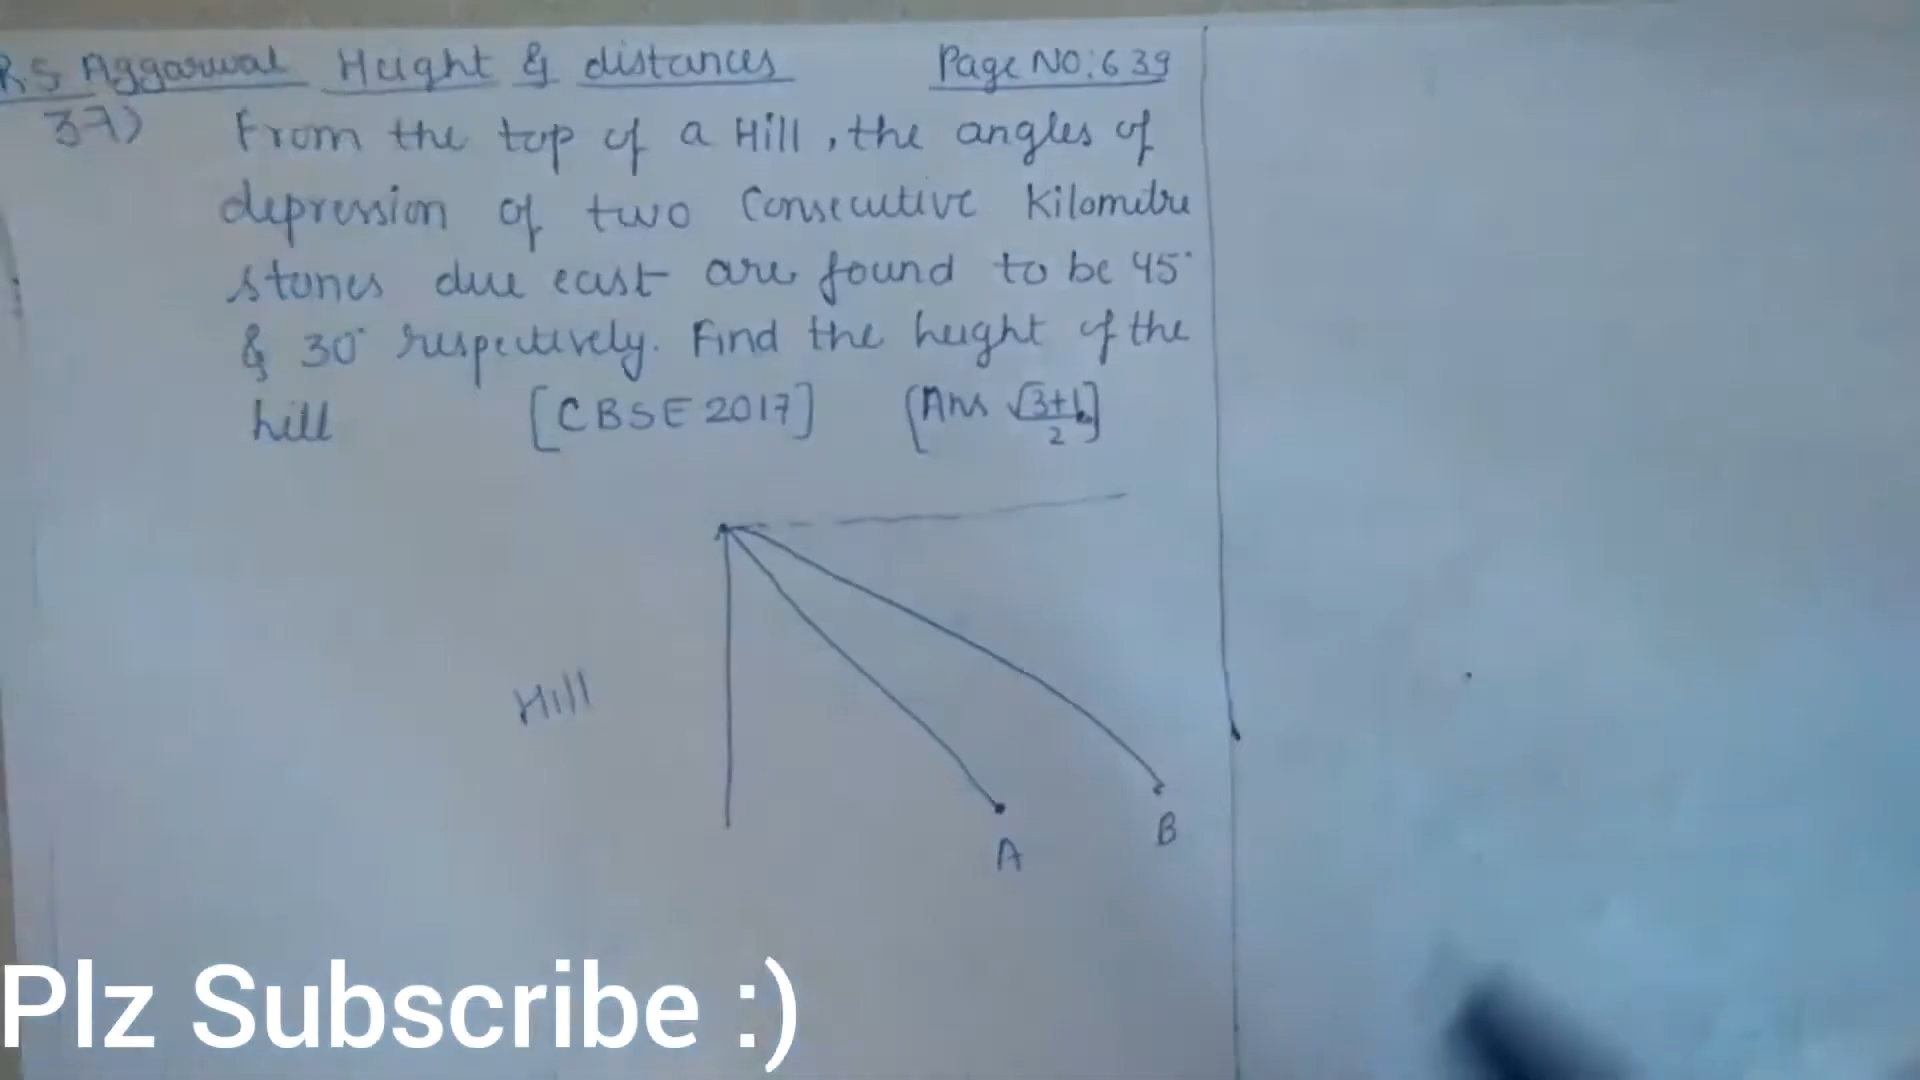 R.S Aggarwal Height & distances Page NO:639
37) From the top of a Hill, the angles of
depression of two Consecutive Kilometre
stones due east are found to be 45°
& 30° respectively. Find the height of the
hill [CBSE 2017] [Ans √3+1/2]
Hill
A
B
Plz Subscribe :)